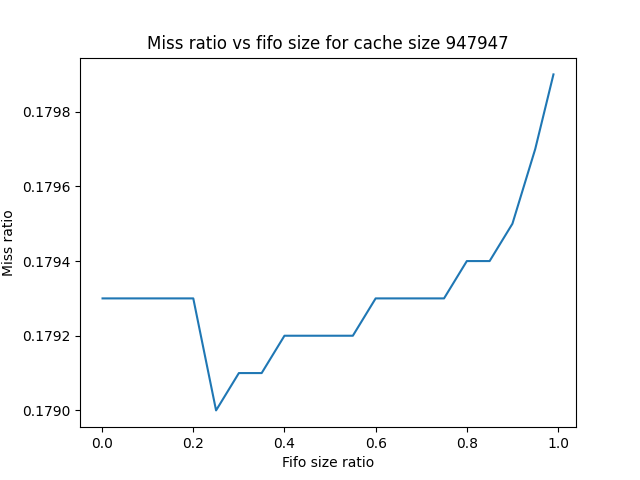 Miss ratio vs fifo size for cache size 947947
0.1798
0.1796
0.1794
0.1792
0.1790
Miss ratio
0.0 0.2 0.4 0.6 0.8 1.0
Fifo size ratio